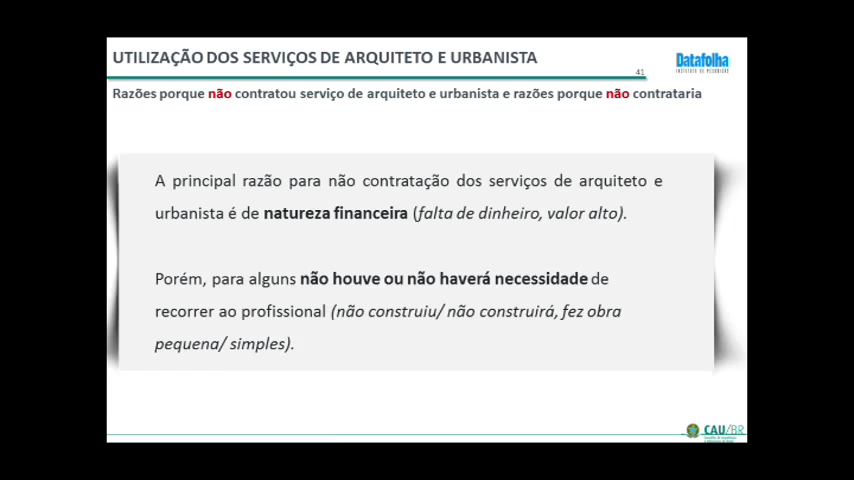 UTILIZAÇÃO DOS SERVIÇOS DE ARQUITETO E URBANISTA
41
Datafolha
INSTITUTO DE PESQUISAS
Razões porque não contratou serviço de arquiteto e urbanista e razões porque não contrataria
A principal razão para não contratação dos serviços de arquiteto e
urbanista é de natureza financeira (falta de dinheiro, valor alto).
Porém, para alguns não houve ou não haverá necessidade de
recorrer ao profissional (não construiu/ não construirá, fez obra
pequena/ simples).
CAU/BR